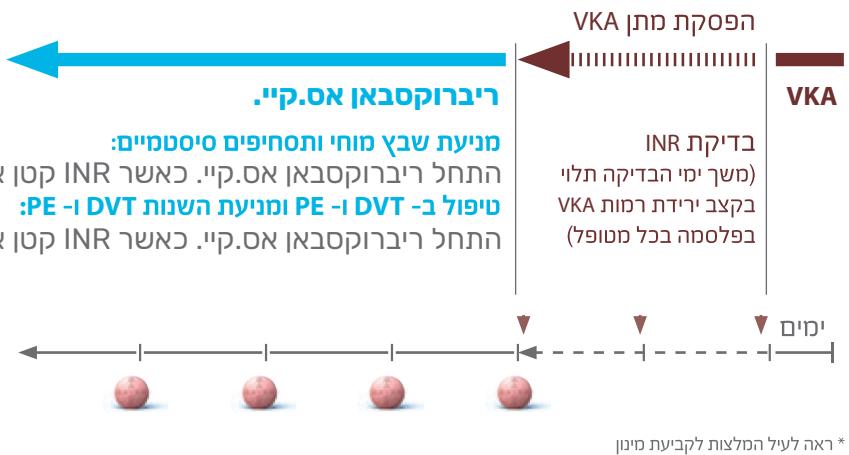 הפסקת מתן VKA
VKA
בדיקת INR
(משך ימי הבדיקה תלוי
בקצב ירידת רמות VKA
בפלסמה בכל מטופל)
ריברוקסבאן אס.קיי.
מניעת שבץ מוחי ותסחיפים סיסטמיים:
התחל ריברוקסבאן אס.קיי. כאשר INR קטן
טיפול ב- DVT ו- PE ומניעת השנות DVT ו- PE:
התחל ריברוקסבאן אס.קיי. כאשר INR קטן
ימים
* ראה לעיל המלצות לקביעת מינון